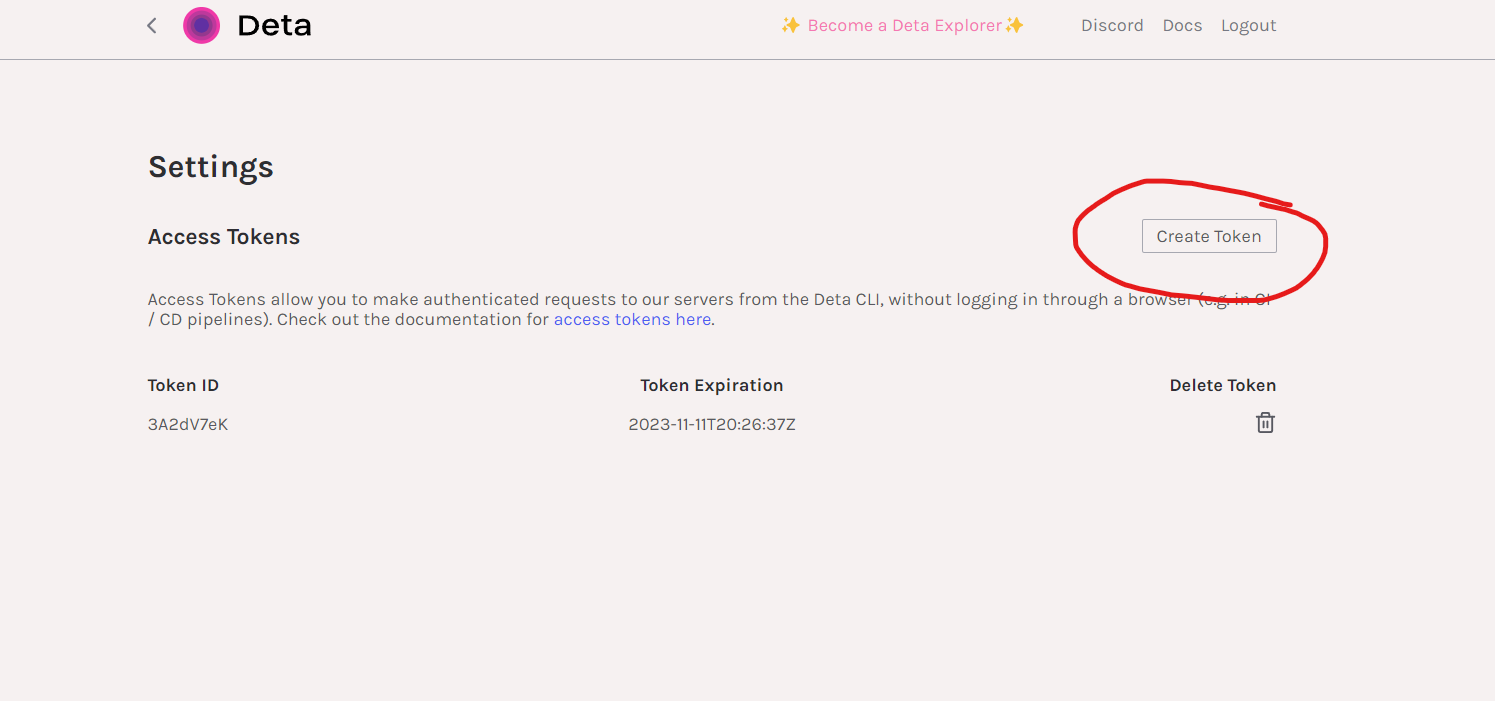 Deta
✨ Become a Deta Explorer ✨
Discord
Docs
Logout
Settings
Access Tokens
Create Token
Access Tokens allow you to make authenticated requests to our servers from the Deta CLI, without logging in through a browser (e.g. in CI
/ CD pipelines). Check out the documentation for access tokens here.
Token ID
Token Expiration
Delete Token
3A2dV7eK
2023-11-11T20:26:37Z